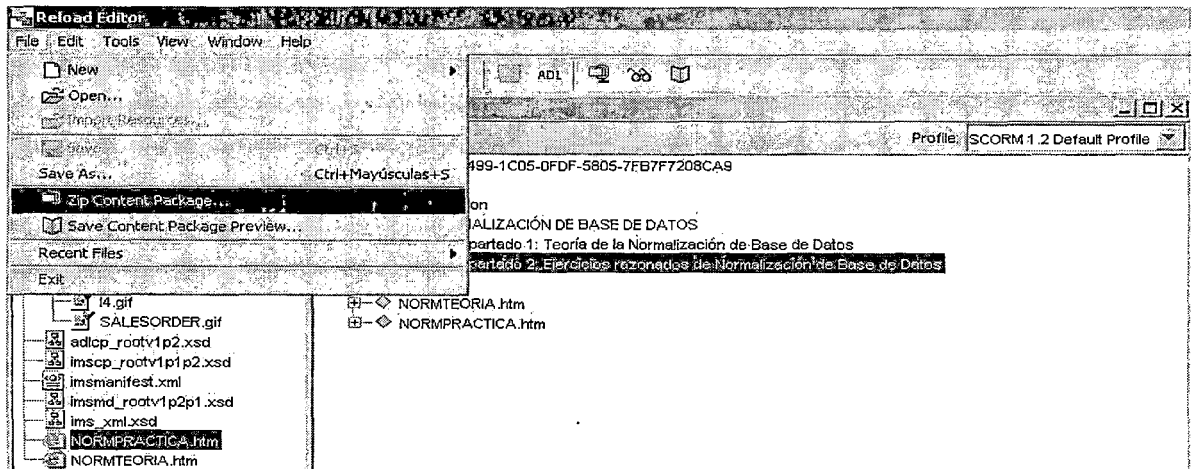 Reload Editor
File Edit Tools View Window Help
New
Open...
Import Resources...
Save
Save As... Ctrl+Mayúsculas+S
Zip Content Package...
Save Content Package Preview...
Recent Files
Exit
ADL
Profile: SCORM 1.2 Default Profile
499-1C05-0FDF-5805-7FB7F7208CA9
on
ALIZACIÓN DE BASE DE DATOS
partado 1: Teoría de la Normalización de Base de Datos
partado 2: Ejercicios razonados de Normalización de Base de Datos
NORMTEORIA.htm
NORMPRACTICA.htm
I4.gif
SALESORDER.gif
adlcp_rootv1p2.xsd
imscp_rootv1p1p2.xsd
imsmanifest.xml
imsmd_rootv1p2p1.xsd
ims_xml.xsd
NORMPRACTICA.htm
NORMTEORIA.htm